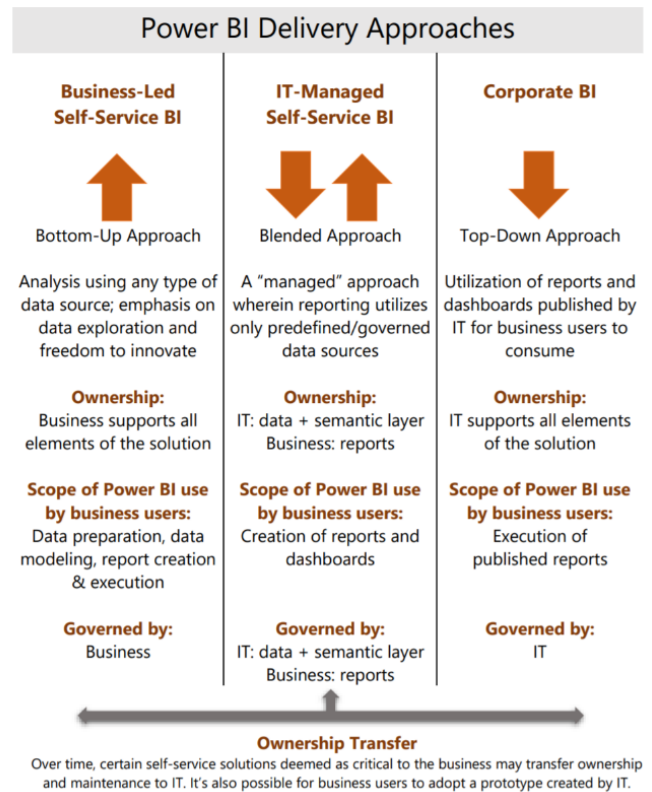 Power BI Delivery Approaches
Business-Led
Self-Service BI
Bottom-Up Approach
Analysis using any type of
data source; emphasis on
data exploration and
freedom to innovate
Ownership:
Business supports all
elements of the solution
Scope of Power BI use
by business users:
Data preparation, data
modeling, report creation
& execution
Governed by:
Business
IT-Managed
Self-Service BI
Blended Approach
A “managed” approach
wherein reporting utilizes
only predefined/governed
data sources
Ownership:
IT: data + semantic layer
Business: reports
Scope of Power BI use
by business users:
Creation of reports and
dashboards
Governed by:
IT: data + semantic layer
Business: reports
Corporate BI
Top-Down Approach
Utilization of reports and
dashboards published by
IT for business users to
consume
Ownership:
IT supports all elements
of the solution
Scope of Power BI use
by business users:
Execution of
published reports
Governed by:
IT
Ownership Transfer
Over time, certain self-service solutions deemed as critical to the business may transfer ownership
and maintenance to IT. It’s also possible for business users to adopt a prototype created by IT.